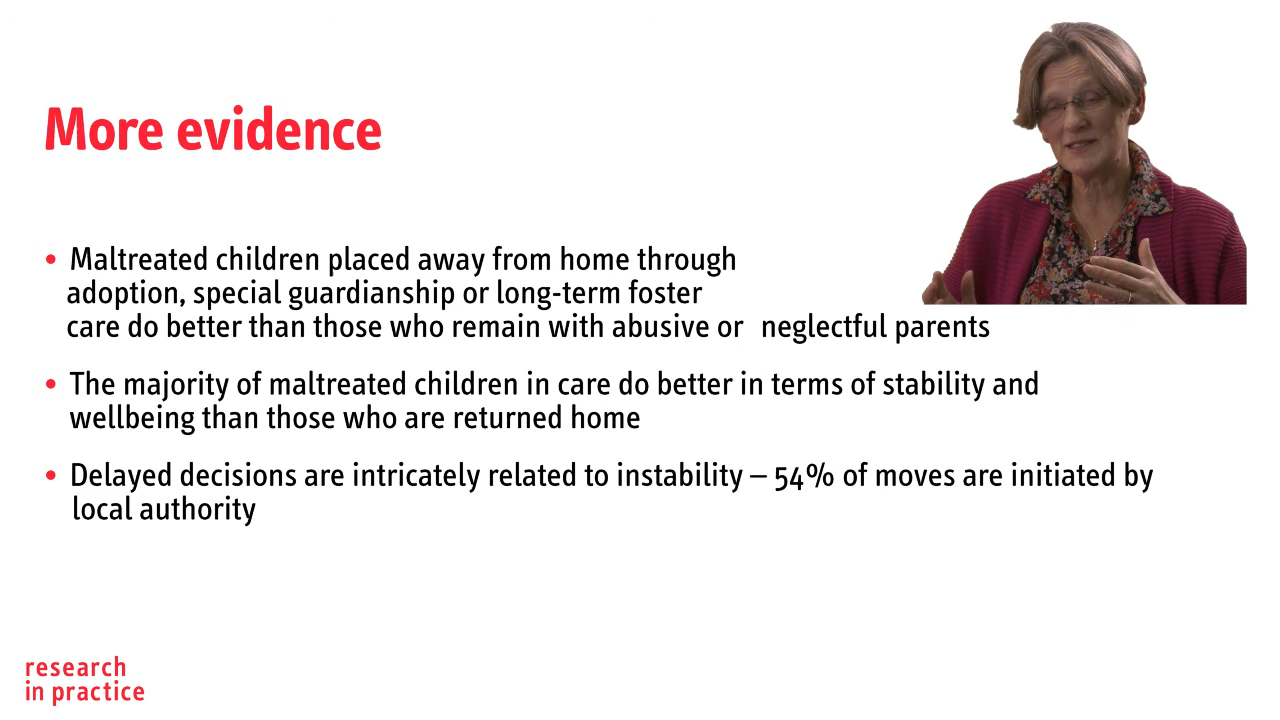 More evidence
• Maltreated children placed away from home through
adoption, special guardianship or long-term foster
care do better than those who remain with abusive or neglectful parents
• The majority of maltreated children in care do better in terms of stability and
wellbeing than those who are returned home
• Delayed decisions are intricately related to instability – 54% of moves are initiated by
local authority
research
in practice